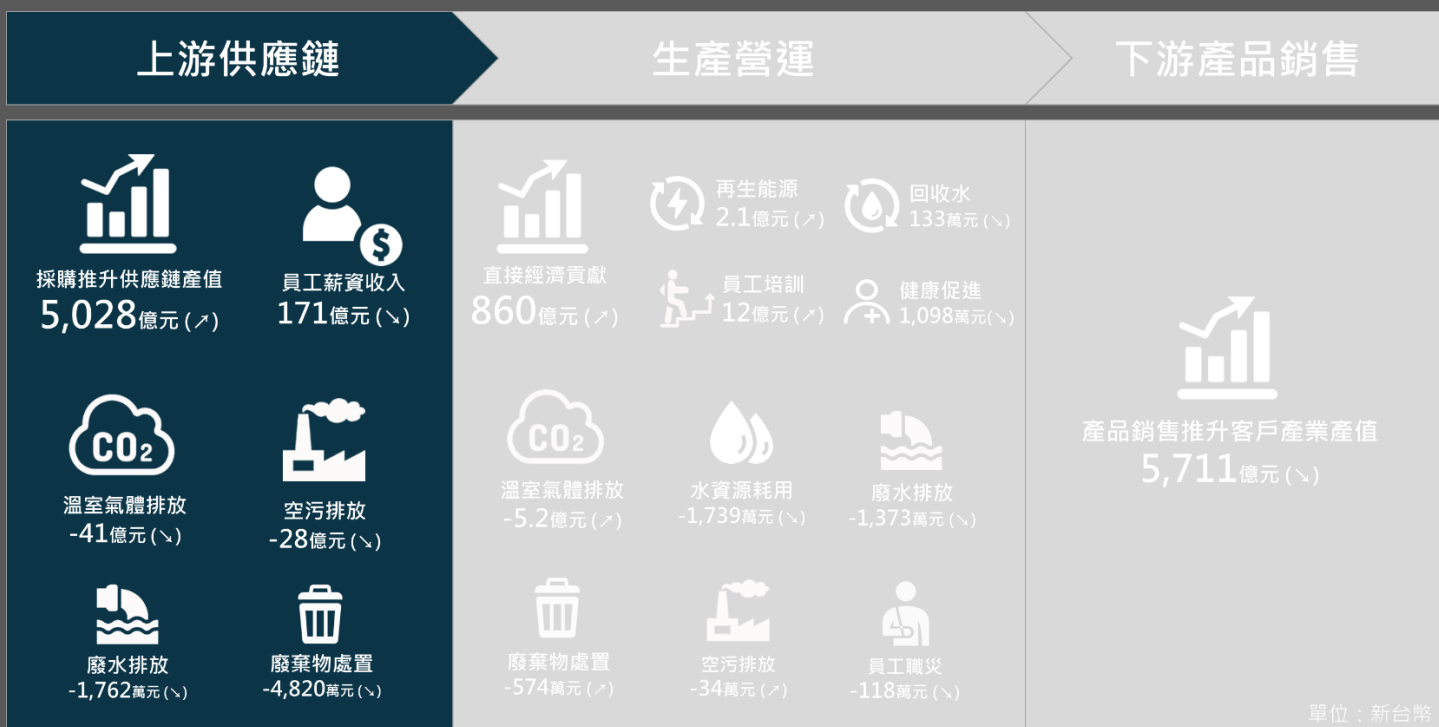 上游供應鏈
生產營運
下游產品銷售
採購推升供應鏈產值
5,028億元(↗)
員工薪資收入
171億元(↘)
溫室氣體排放
-41億元(↘)
空污排放
-28億元(↘)
廢水排放
-1,762萬元(↘)
廢棄物處置
-4,820萬元(↘)
直接經濟貢獻
860億元(↗)
再生能源
2.1億元(↗)
回收水
133萬元(↘)
員工培訓
12億元(↗)
健康促進
1,098萬元(↘)
溫室氣體排放
-5.2億元(↗)
水資源耗用
-1,739萬元(↘)
廢水排放
-1,373萬元(↘)
廢棄物處置
-574萬元(↗)
空污排放
-34萬元(↗)
員工職災
-118萬元(↘)
產品銷售推升客戶產業產值
5,711億元(↘)
CO₂
CO₂
$
單位：新台幣